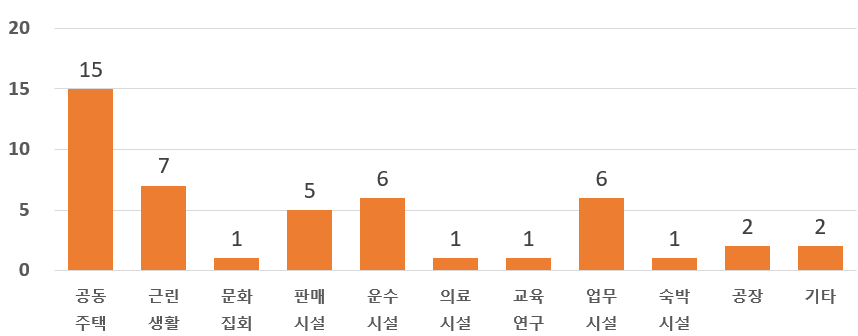 20
15
10
5
0
15
7
1
5
6
1
1
6
1
2
2
공동
주택
근린
생활
문화
집회
판매
시설
운수
시설
의료
시설
교육
연구
업무
시설
숙박
시설
공장
기타